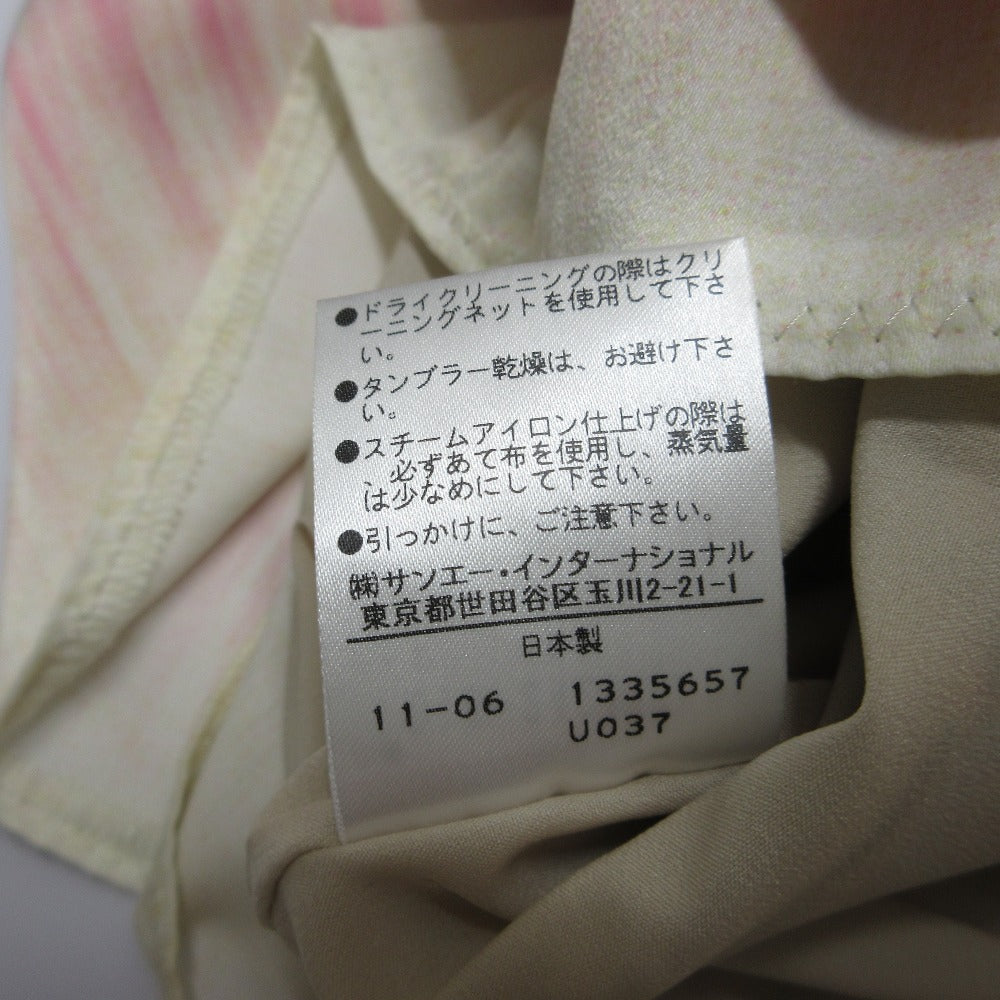 ●ドライクリーニングの際はクリ
ーニングネットを使用して下さ
い。
●タンブラー乾燥は、お避け下さ
い。
●スチームアイロン仕上げの際は
、必ずあて布を使用し、蒸気量
は少なめにして下さい。
●引っかけに、ご注意下さい。
㈱サンエー・インターナショナル
東京都世田谷区玉川2-21-1
日本製
11-06 1335657
U037